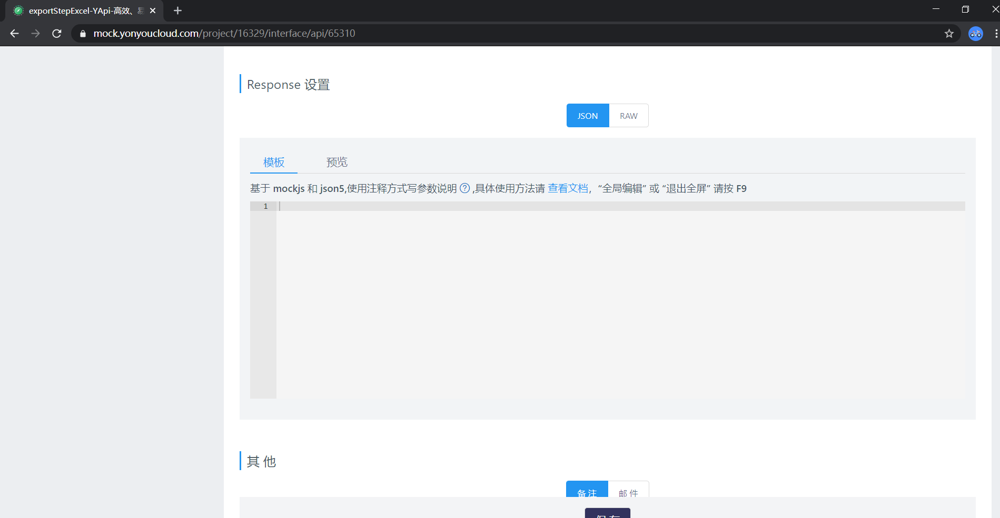 exportStepExcel-YApi-高效、易
mock.yonyoucloud.com/project/16329/interface/api/65310
Response 设置
JSON RAW
模板 预览
基于 mockjs 和 json5,使用注释方式写参数说明 ? ,具体使用方法请 查看文档，“全局编辑” 或 “退出全屏” 请按 F9
1
其 他
备 注 邮 件
保 存